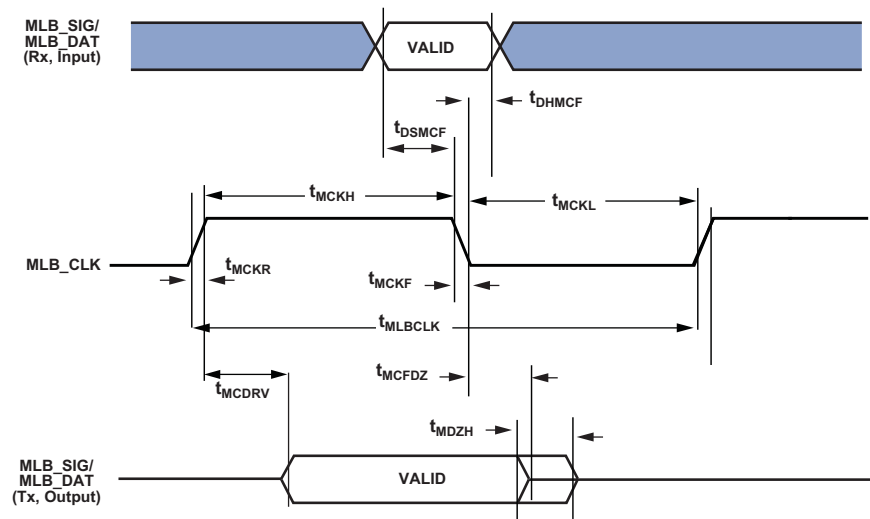 MLB_SIG/
MLB_DAT
(Rx, Input)
VALID
tDHMCF
tDSMCF
tMCKH
tMCKL
MLB_CLK
tMCKR
tMCKF
tMLBCLK
tMCFDZ
tMCDRV
tMDZH
MLB_SIG/
MLB_DAT
(Tx, Output)
VALID